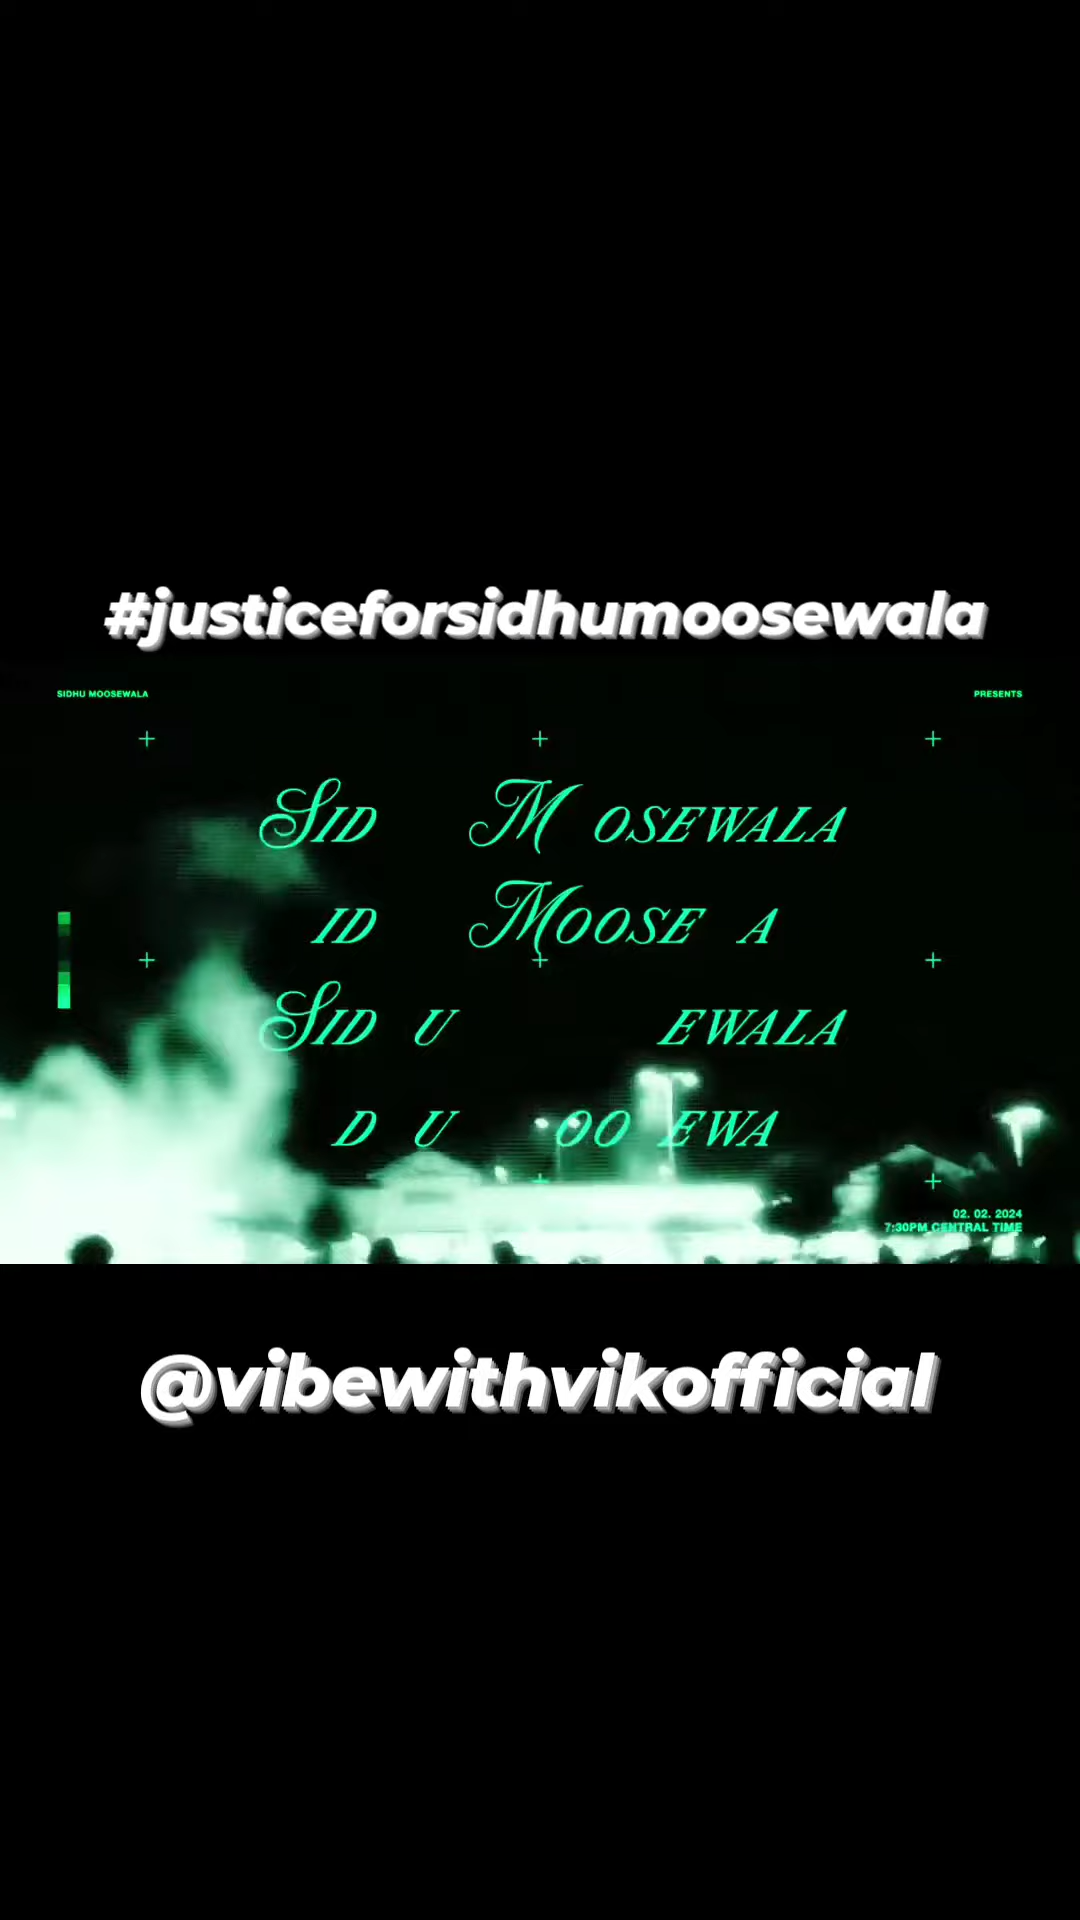 #justiceforsidhumoosewala
SIDHU MOOSEWALA
PRESENTS
SID M OSEWALA
ID MOOSE A
SID U EWALA
D U OO EWA
02. 02. 2024
7:30PM CENTRAL TIME
@vibewithvikofficial